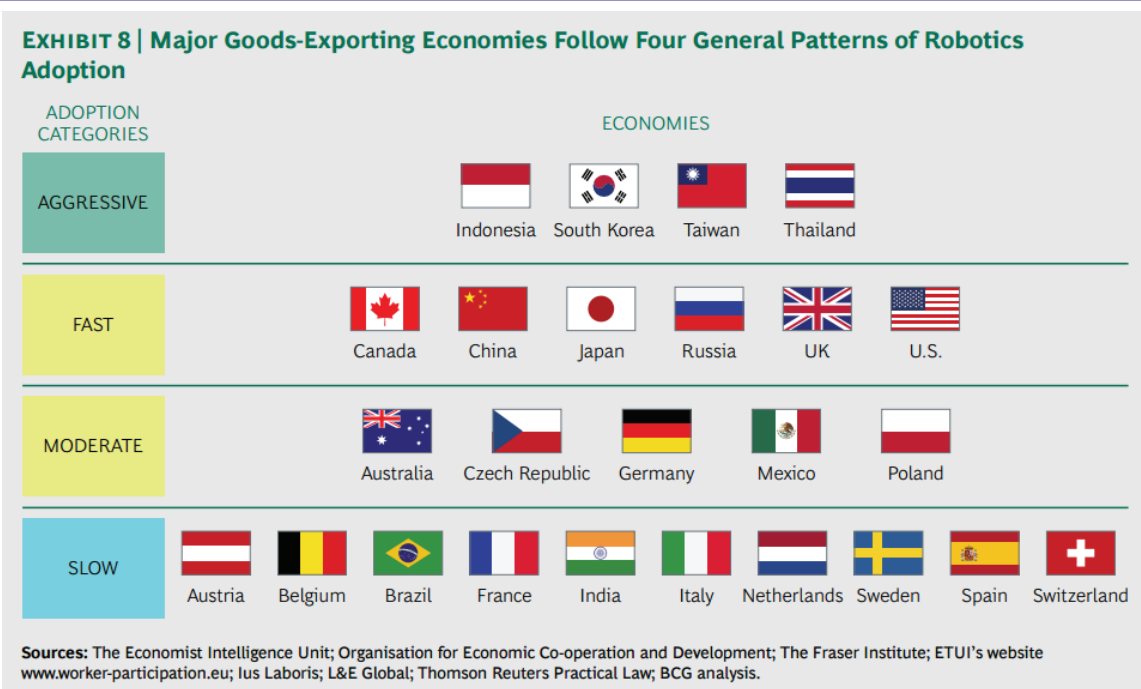 EXHIBIT 8 | Major Goods-Exporting Economies Follow Four General Patterns of Robotics
Adoption
ADOPTION
CATEGORIES
ECONOMIES
AGGRESSIVE
Indonesia South Korea Taiwan Thailand
FAST
Canada China Japan Russia UK U.S.
MODERATE
Australia Czech Republic Germany Mexico Poland
SLOW
Austria Belgium Brazil France India Italy Netherlands Sweden Spain Switzerland
Sources: The Economist Intelligence Unit; Organisation for Economic Co-operation and Development; The Fraser Institute; ETUI's website
www.worker-participation.eu; Ius Laboris; L&E Global; Thomson Reuters Practical Law; BCG analysis.